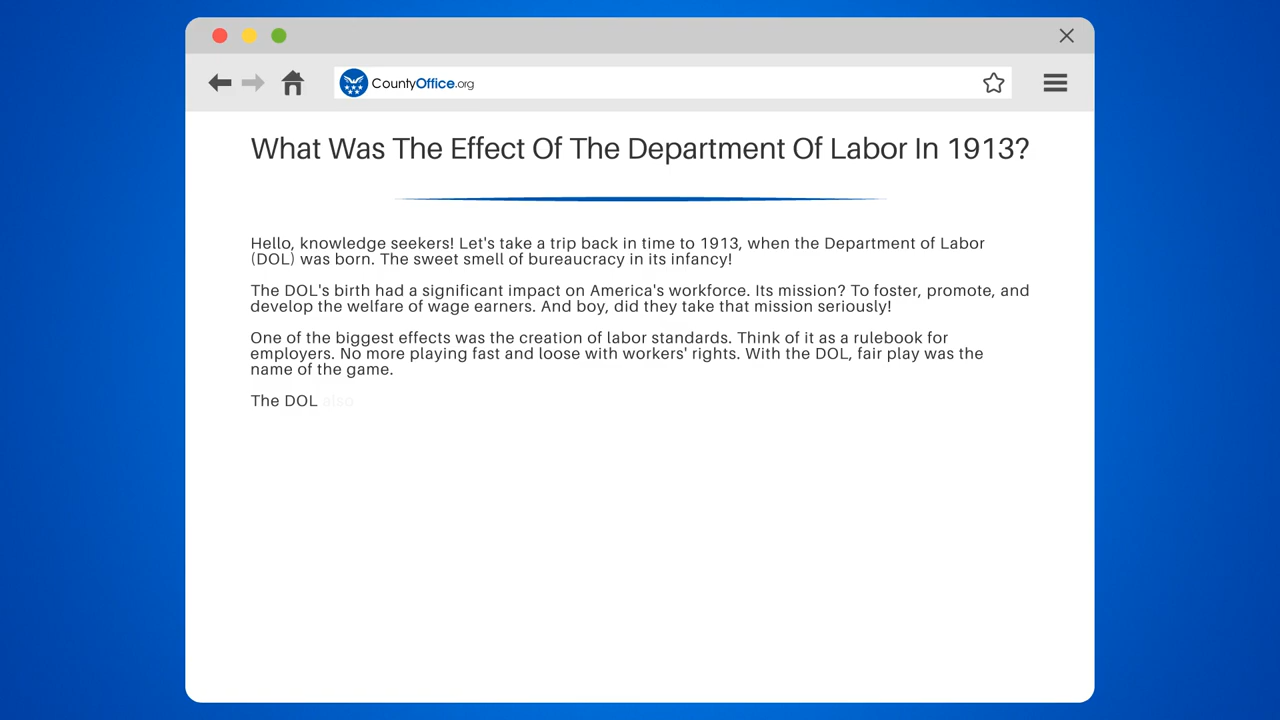 CountyOffice.org
What Was The Effect Of The Department Of Labor In 1913?
Hello, knowledge seekers! Let's take a trip back in time to 1913, when the Department of Labor
(DOL) was born. The sweet smell of bureaucracy in its infancy!
The DOL's birth had a significant impact on America's workforce. Its mission? To foster, promote, and
develop the welfare of wage earners. And boy, did they take that mission seriously!
One of the biggest effects was the creation of labor standards. Think of it as a rulebook for
employers. No more playing fast and loose with workers' rights. With the DOL, fair play was the
name of the game.
The DOL also